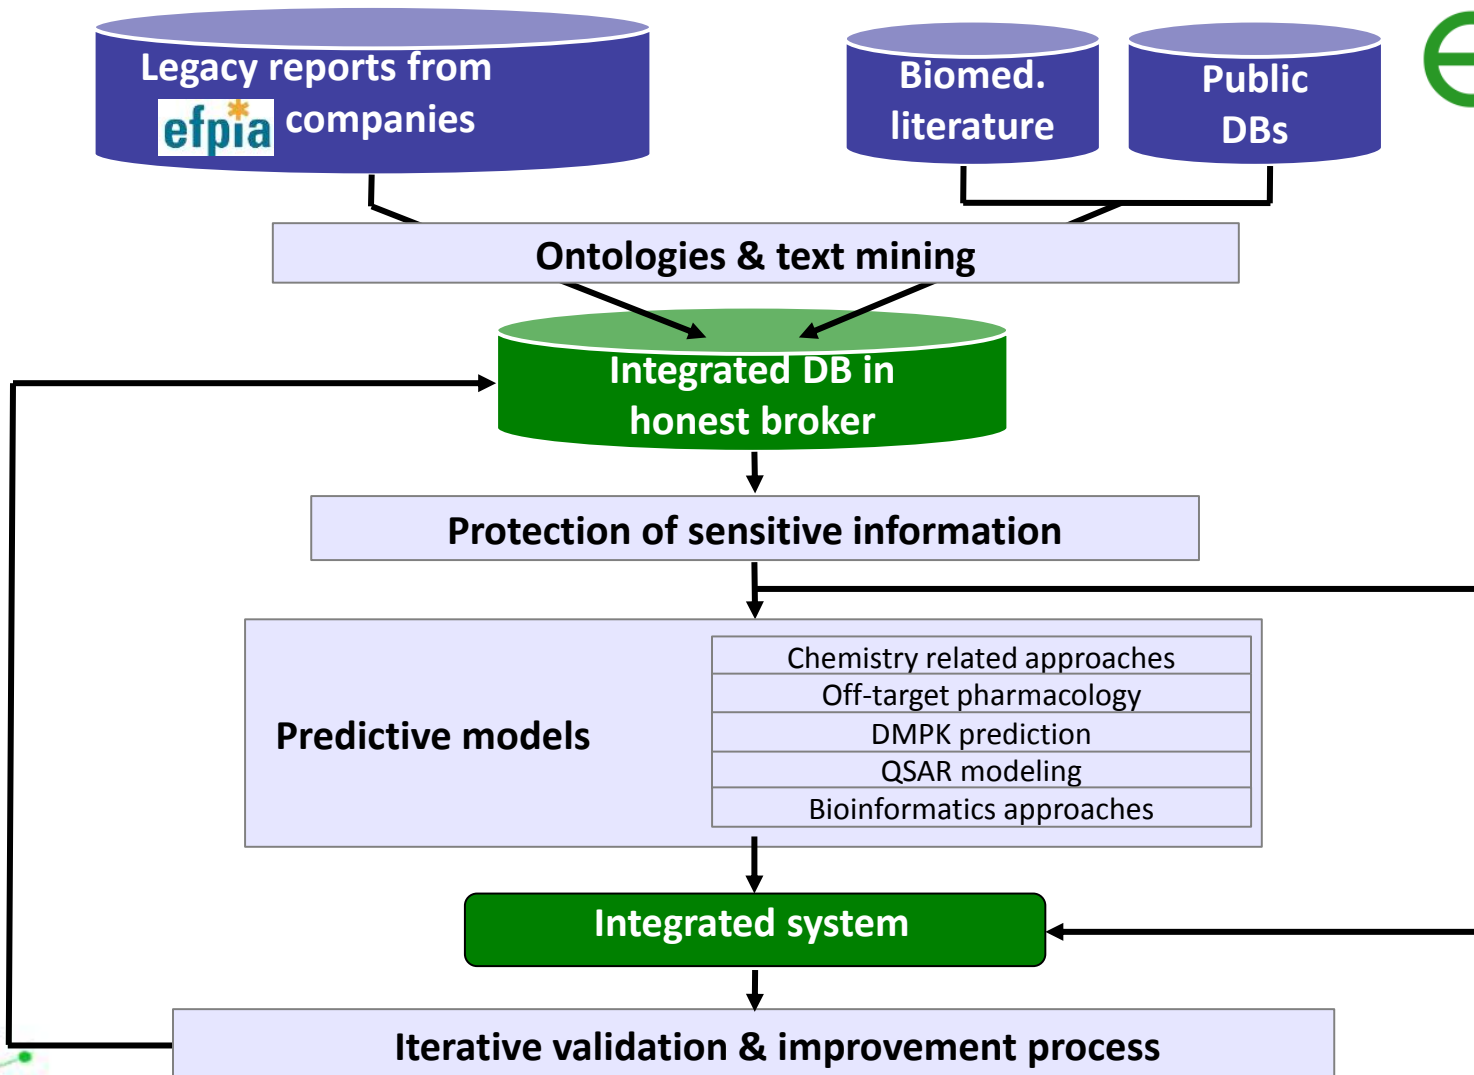 Legacy reports from
efpia companies
Biomed.
literature
Public
DBs
Ontologies & text mining
Integrated DB in
honest broker
Protection of sensitive information
Predictive models
Chemistry related approaches
Off-target pharmacology
DMPK prediction
QSAR modeling
Bioinformatics approaches
Integrated system
Iterative validation & improvement process